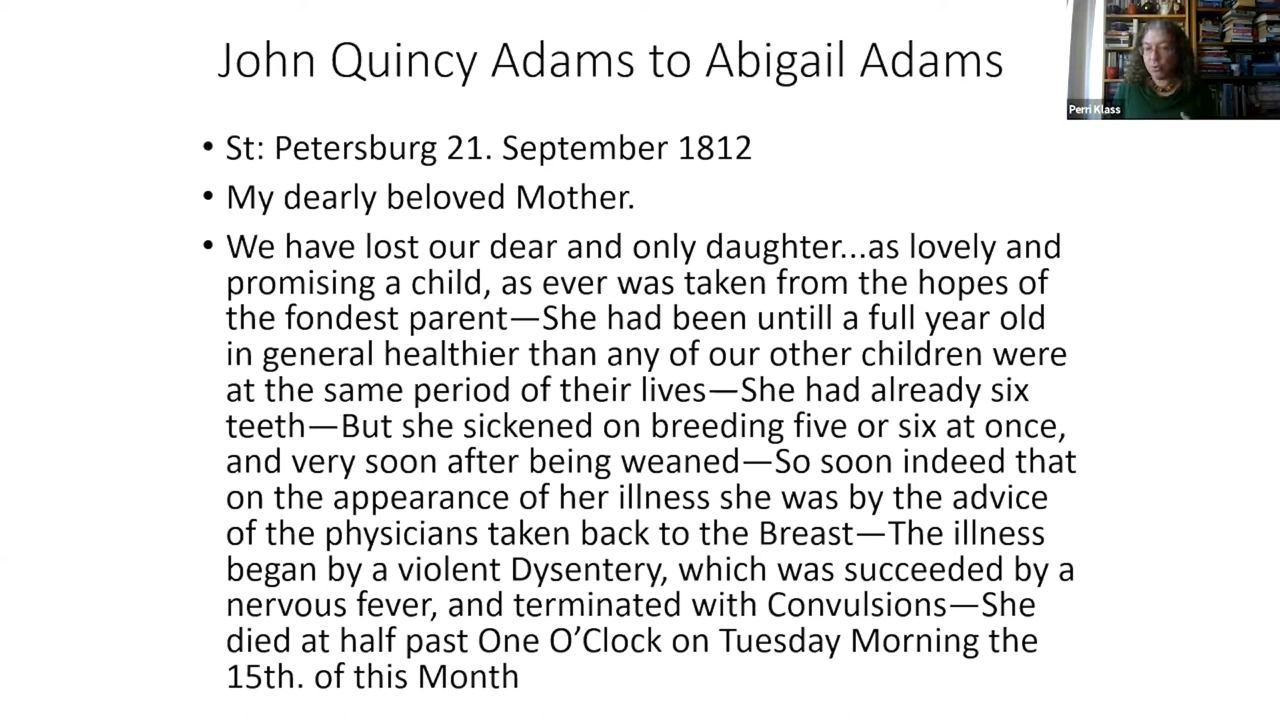 John Quincy Adams to Abigail Adams
Perri Klass
• St: Petersburg 21. September 1812
• My dearly beloved Mother.
• We have lost our dear and only daughter...as lovely and
promising a child, as ever was taken from the hopes of
the fondest parent—She had been untill a full year old
in general healthier than any of our other children were
at the same period of their lives—She had already six
teeth—But she sickened on breeding five or six at once,
and very soon after being weaned—So soon indeed that
on the appearance of her illness she was by the advice
of the physicians taken back to the Breast—The illness
began by a violent Dysentery, which was succeeded by a
nervous fever, and terminated with Convulsions—She
died at half past One O’Clock on Tuesday Morning the
15th. of this Month